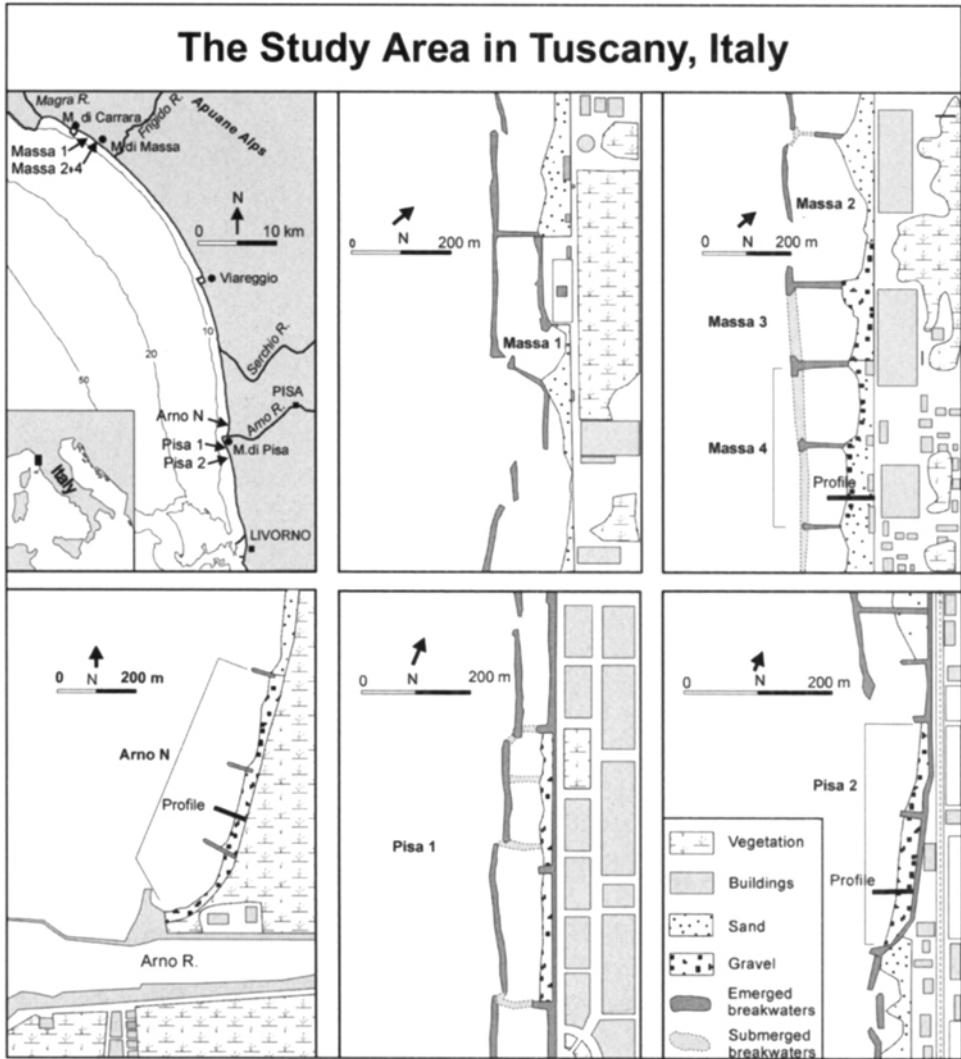 The Study Area in Tuscany, Italy
Magra R.
M. di Carrara
Frigido R.
Apuane Alps
Massa 1
M.di Massa
Massa 2÷4
N
0 10 km
Viareggio
10
20
50
Serchio R.
PISA
Arno N
Arno R.
Pisa 1
M.di Pisa
Pisa 2
LIVORNO
Italy
0 N 200 m
Massa 1
0 N 200 m
Massa 2
Massa 3
Massa 4
Profile
0 N 200 m
Arno N
Profile
Arno R.
0 N 200 m
Pisa 1
0 N 200 m
Pisa 2
Profile
Vegetation
Buildings
Sand
Gravel
Emerged
breakwaters
Submerged
breakwaters